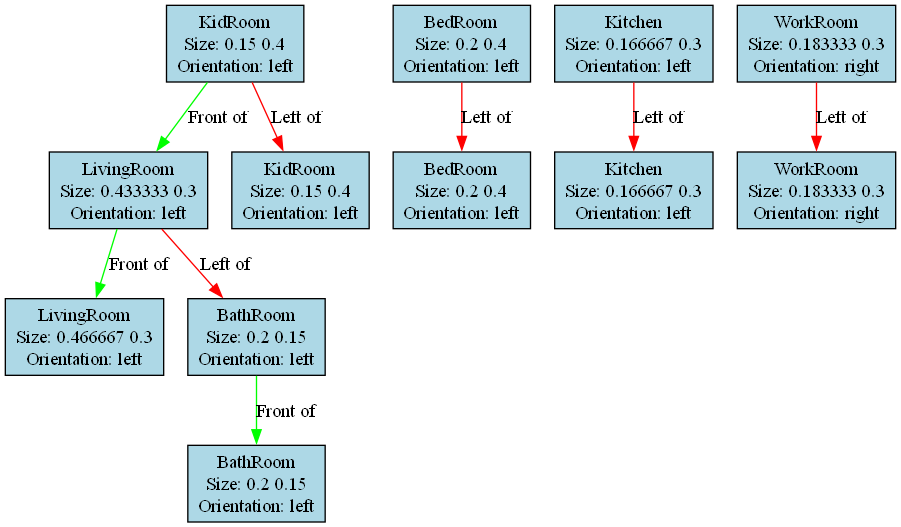 KidRoom
Size: 0.15 0.4
Orientation: left
BedRoom
Size: 0.2 0.4
Orientation: left
Kitchen
Size: 0.166667 0.3
Orientation: left
WorkRoom
Size: 0.183333 0.3
Orientation: right
Front of
Left of
Left of
Left of
Left of
LivingRoom
Size: 0.433333 0.3
Orientation: left
KidRoom
Size: 0.15 0.4
Orientation: left
BedRoom
Size: 0.2 0.4
Orientation: left
Kitchen
Size: 0.166667 0.3
Orientation: left
WorkRoom
Size: 0.183333 0.3
Orientation: right
Front of
Left of
LivingRoom
Size: 0.466667 0.3
Orientation: left
BathRoom
Size: 0.2 0.15
Orientation: left
Front of
BathRoom
Size: 0.2 0.15
Orientation: left